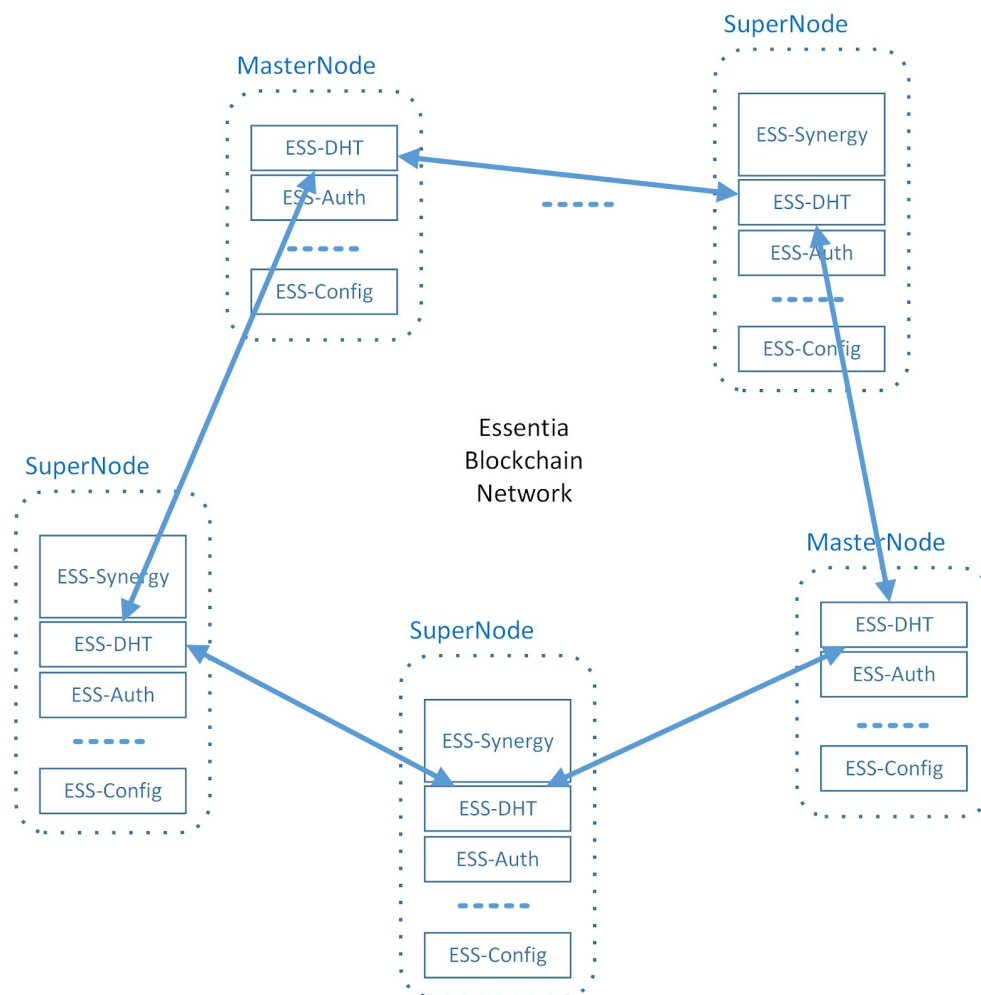 SuperNode
ESS-Synergy
ESS-DHT
ESS-Auth
ESS-Config
MasterNode
ESS-DHT
ESS-Auth
ESS-Config
Essentia
Blockchain
Network
SuperNode
ESS-Synergy
ESS-DHT
ESS-Auth
ESS-Config
SuperNode
ESS-Synergy
ESS-DHT
ESS-Auth
ESS-Config
MasterNode
ESS-DHT
ESS-Auth
ESS-Config